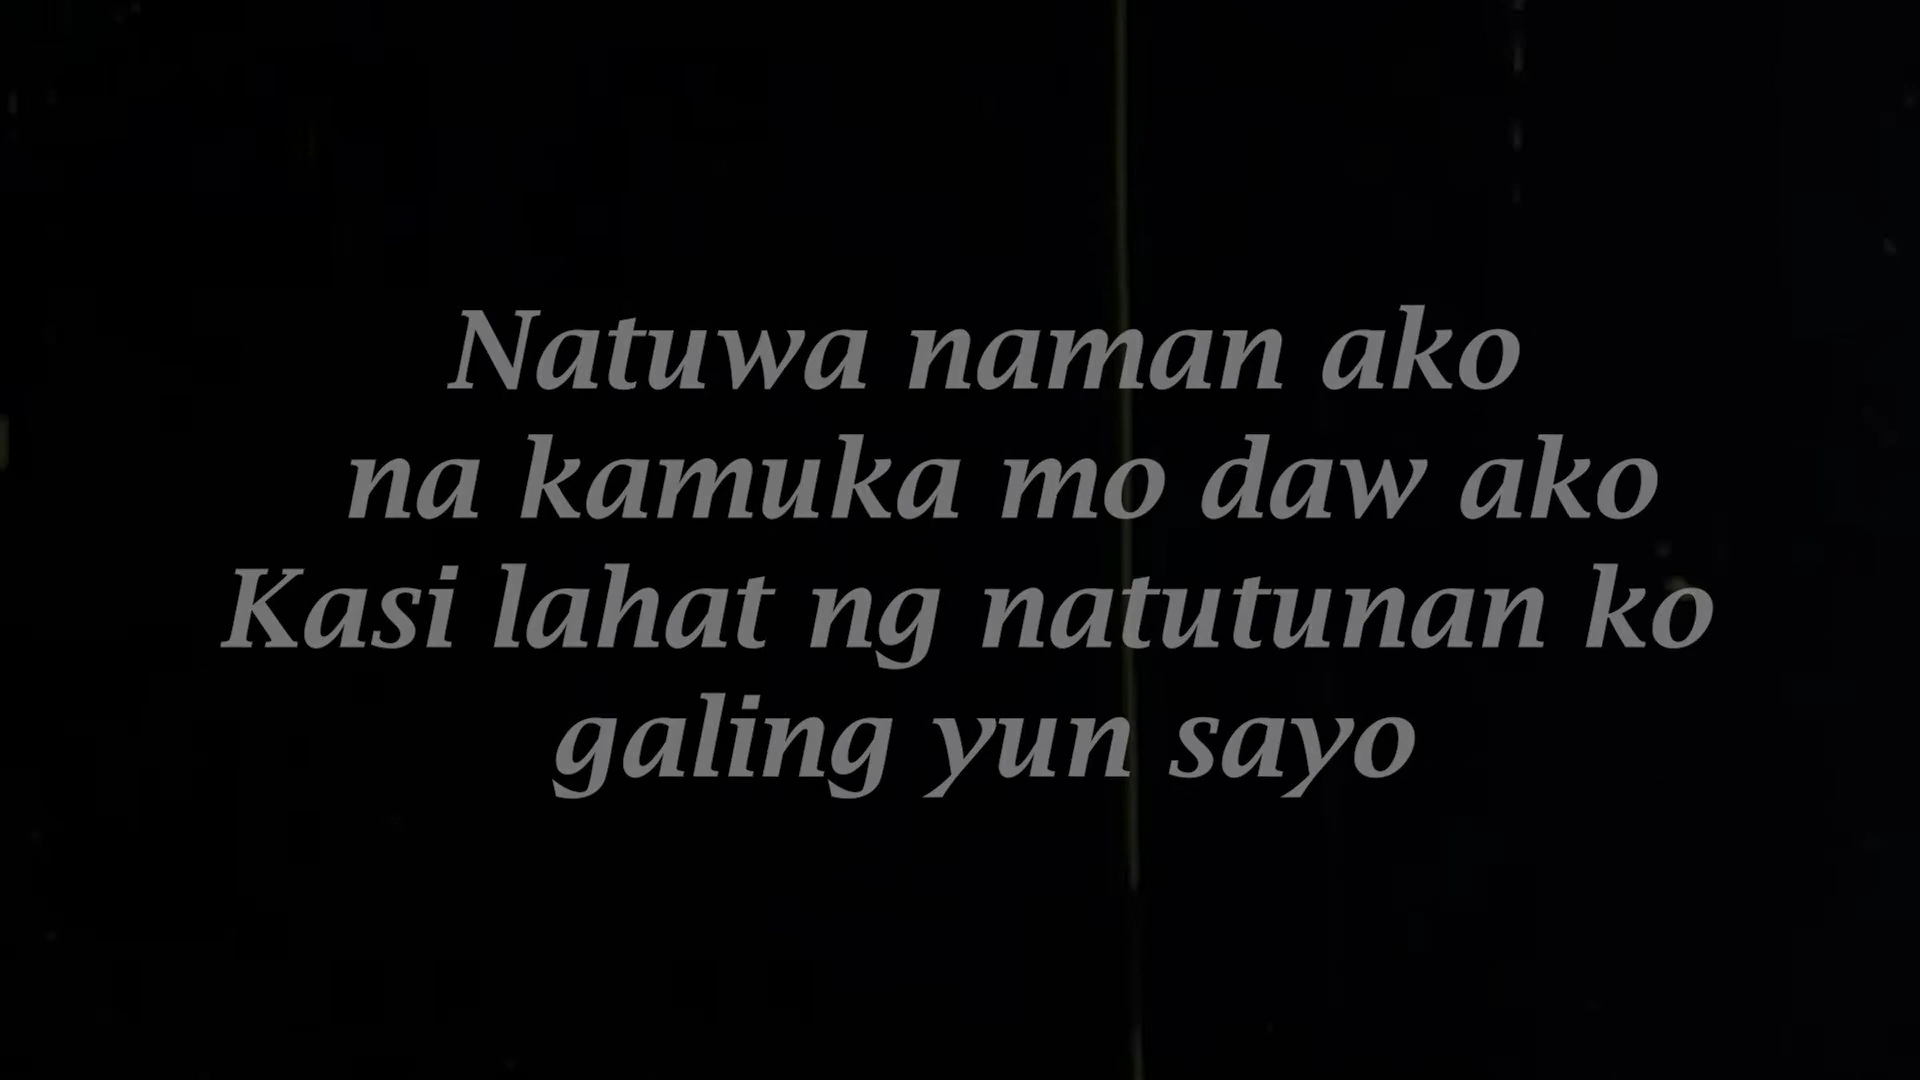 Natuwa naman ako
na kamuka mo daw ako
Kasi lahat ng natutunan ko
galing yun sayo